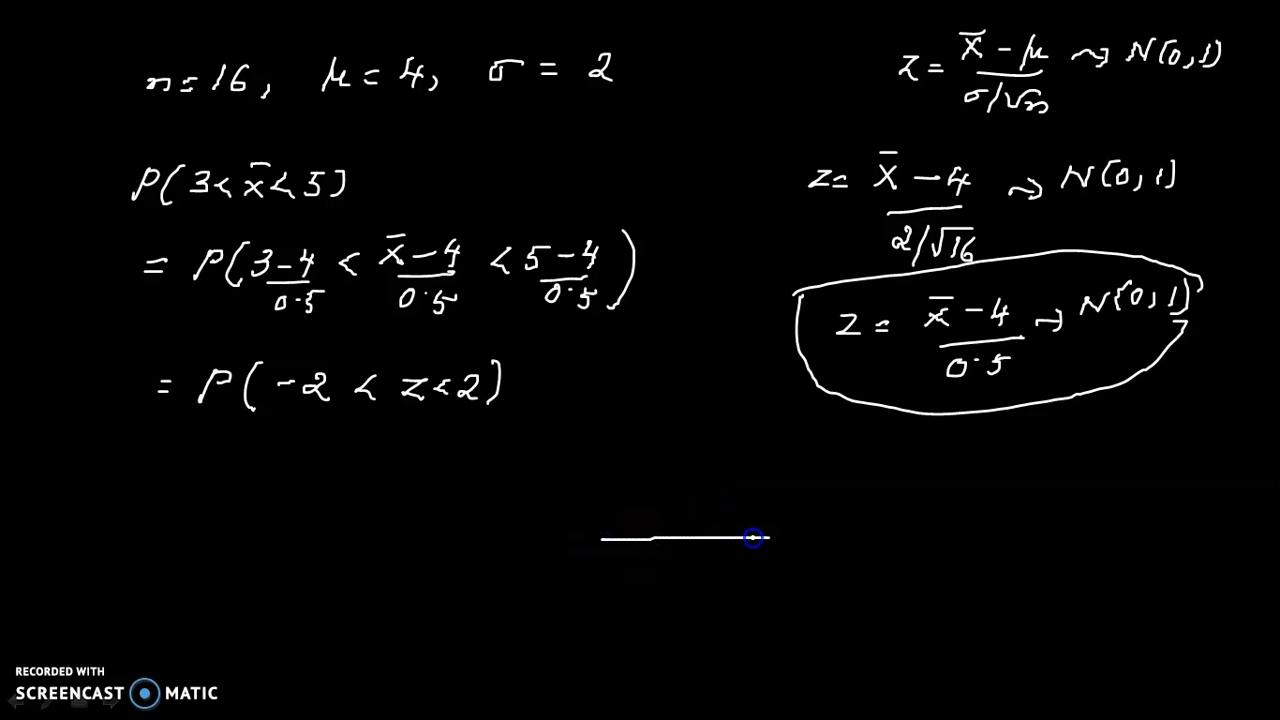 n = 16, μ = 4, σ = 2
P(3 < x̄ < 5)
= P(3-4/0.5 < x̄-4/0.5 < 5-4/0.5)
= P(-2 < z < 2)
z = x̄-μ / σ/√n ~> N(0,1)
z = x̄-4 / 2/√16 ~> N(0,1)
z = x̄-4 / 0.5 ~> N(0,1)
RECORDED WITH
SCREENCAST MATIC